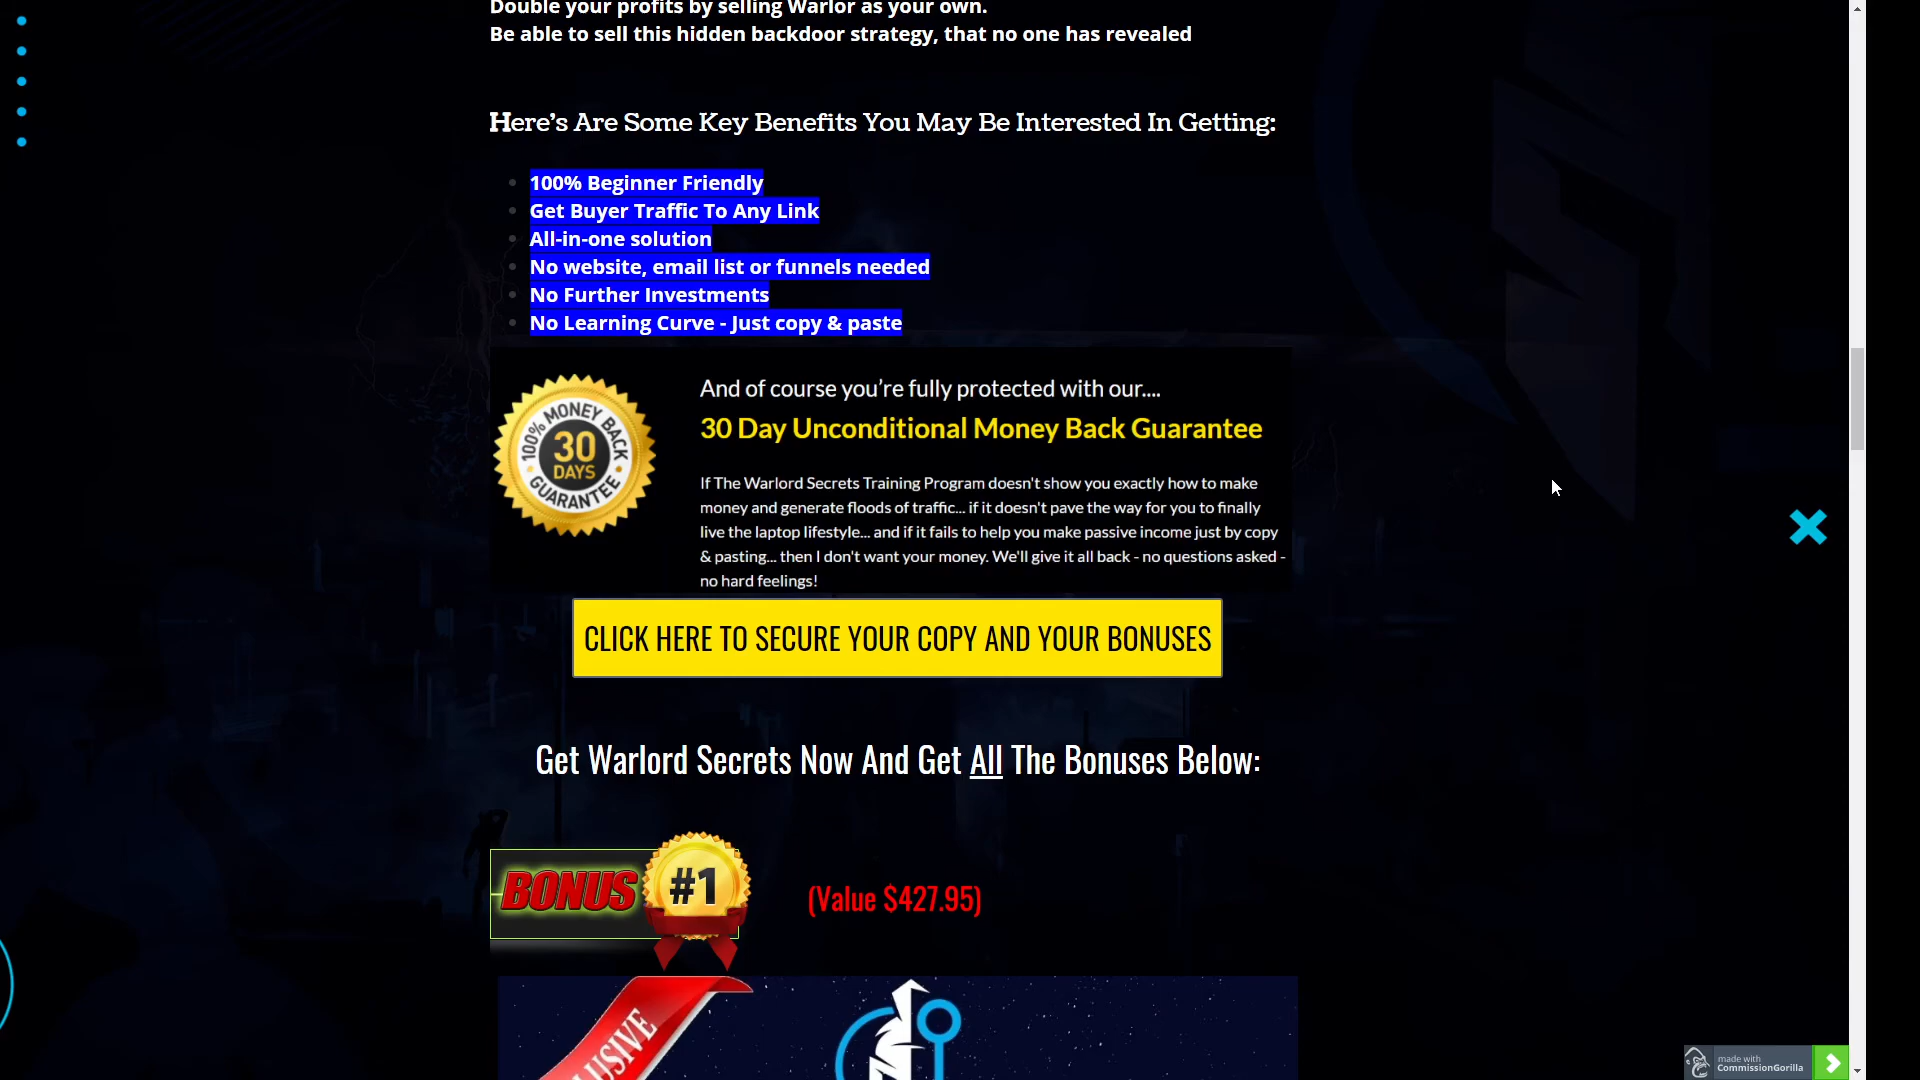 Double your profits by selling Warlor as your own.
Be able to sell this hidden backdoor strategy, that no one has revealed
Here's Are Some Key Benefits You May Be Interested In Getting:
100% Beginner Friendly
Get Buyer Traffic To Any Link
All-in-one solution
No website, email list or funnels needed
No Further Investments
No Learning Curve - Just copy & paste
100% MONEY BACK
30
DAYS
GUARANTEE
And of course you're fully protected with our....
30 Day Unconditional Money Back Guarantee
If The Warlord Secrets Training Program doesn't show you exactly how to make
money and generate floods of traffic... if it doesn't pave the way for you to finally
live the laptop lifestyle... and if it fails to help you make passive income just by copy
& pasting... then I don't want your money. We'll give it all back - no questions asked -
no hard feelings!
CLICK HERE TO SECURE YOUR COPY AND YOUR BONUSES
Get Warlord Secrets Now And Get All The Bonuses Below:
BONUS #1
(Value $427.95)
LUSIVE
made with
CommissionGorilla